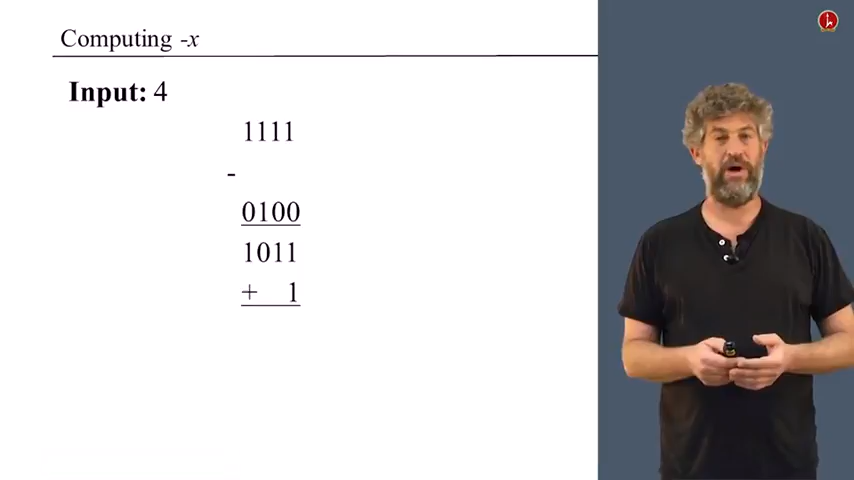 Computing -x
Input: 4
1111
-
0100
1011
+ 1